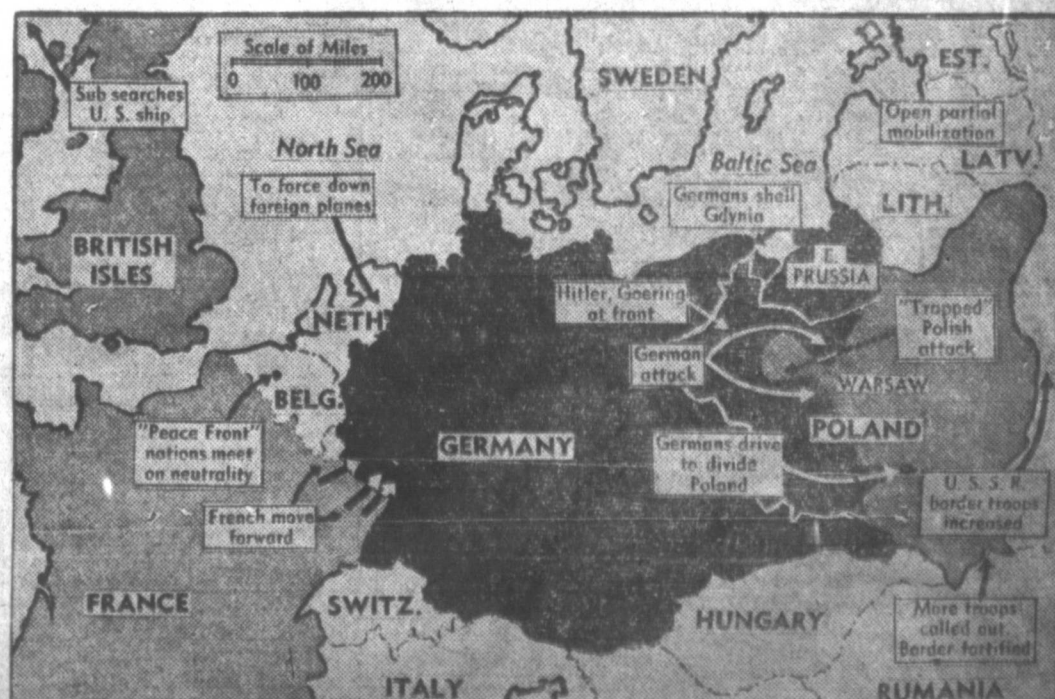 Scale of Miles
0 100 200
Sub searches
U. S. ship
North Sea
To force down
foreign planes
SWEDEN
EST.
Open partial
mobilization
LATV.
Baltic Sea
Germans shell
Gdynia
LITH.
BRITISH
ISLES
E.
PRUSSIA
Hitler, Goering
at front
NETH.
"Trapped"
Polish
attack
German
attack
WARSAW
BELG.
POLAND
"Peace Front"
nations meet
on neutrality
GERMANY
Germans drive
to divide
Poland
U. S. S. R.
border troops
increased
French move
forward
FRANCE
SWITZ.
HUNGARY
More troops
called out.
Border fortified
ITALY
RUMANIA